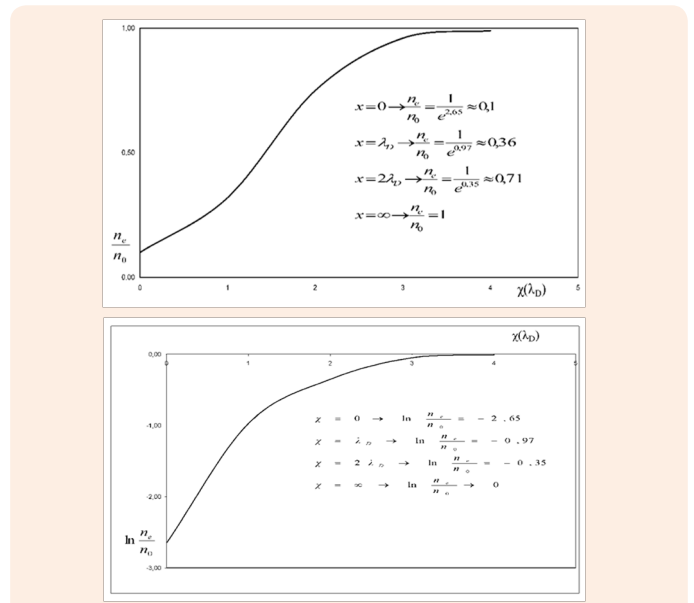 1,00
x=0→n_e/n_0=1/e^2,65≈0,1
x=λ_D→n_e/n_0=1/e^0,97≈0,36
0,50
x=2λ_D→n_e/n_0=1/e^0,35≈0,71
x=∞→n_e/n_0=1
n_e/n_0
0,00
0 1 2 3 4 5
χ(λ_D)
χ(λ_D)
0,00
0 1 2 3 4 5
χ = 0 → ln n_e/n_0 = - 2 . 65
-1,00
χ = λ_D → ln n_e/n_0 = - 0 . 97
χ = 2 λ_D → ln n_e/n_0 = - 0 . 35
χ = ∞ → ln n_e/n_0 → 0
-2,00
ln n_e/n_0
-3,00